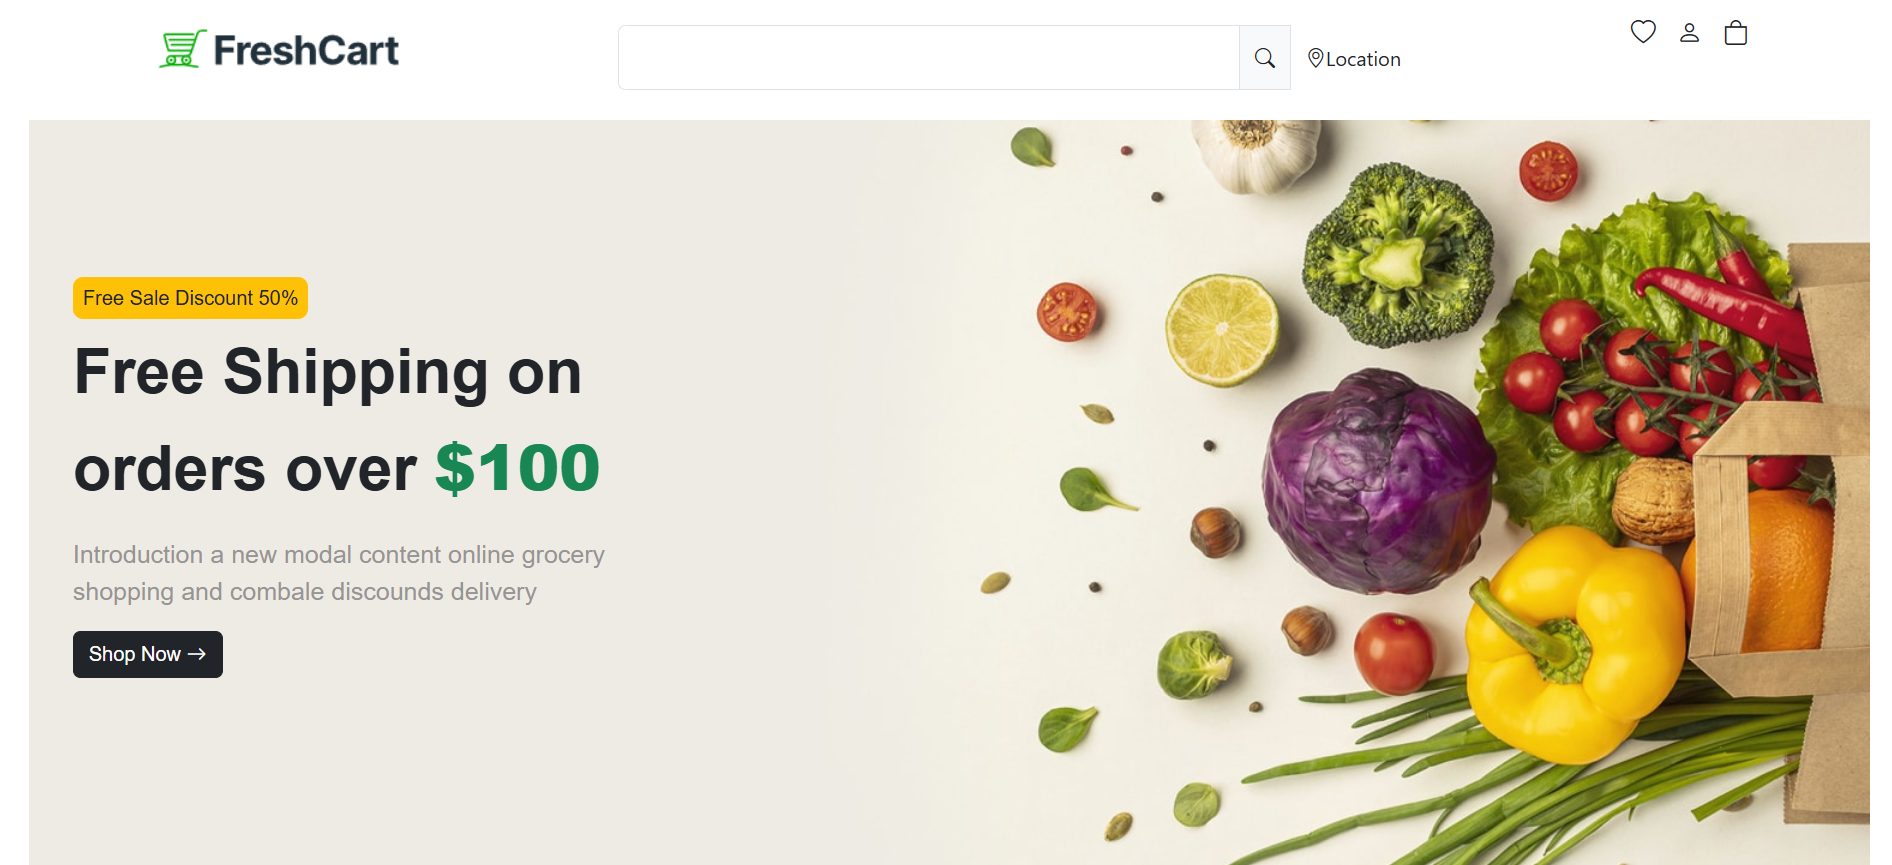 FreshCart
Location
Free Sale Discount 50%
Free Shipping on
orders over $100
Introduction a new modal content online grocery
shopping and combale discounds delivery
Shop Now →